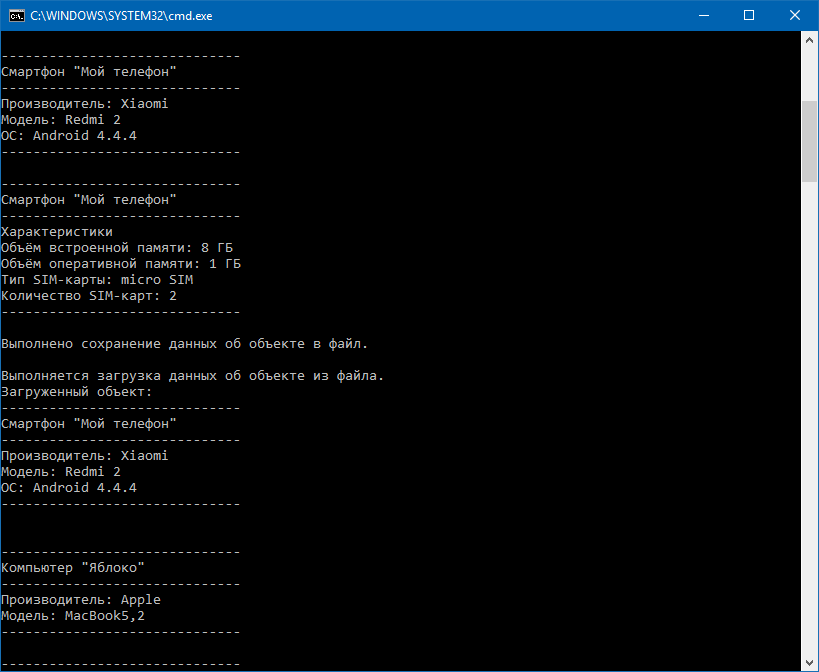 C:\WINDOWS\SYSTEM32\cmd.exe
------------------------------
Смартфон "Мой телефон"
------------------------------
Производитель: Xiaomi
Модель: Redmi 2
ОС: Android 4.4.4
------------------------------
------------------------------
Смартфон "Мой телефон"
------------------------------
Характеристики
Объём встроенной памяти: 8 ГБ
Объём оперативной памяти: 1 ГБ
Тип SIM-карты: micro SIM
Количество SIM-карт: 2
------------------------------
Выполнено сохранение данных об объекте в файл.
Выполняется загрузка данных об объекте из файла.
Загруженный объект:
------------------------------
Смартфон "Мой телефон"
------------------------------
Производитель: Xiaomi
Модель: Redmi 2
ОС: Android 4.4.4
------------------------------
------------------------------
Компьютер "Яблоко"
------------------------------
Производитель: Apple
Модель: MacBook5,2
------------------------------
------------------------------